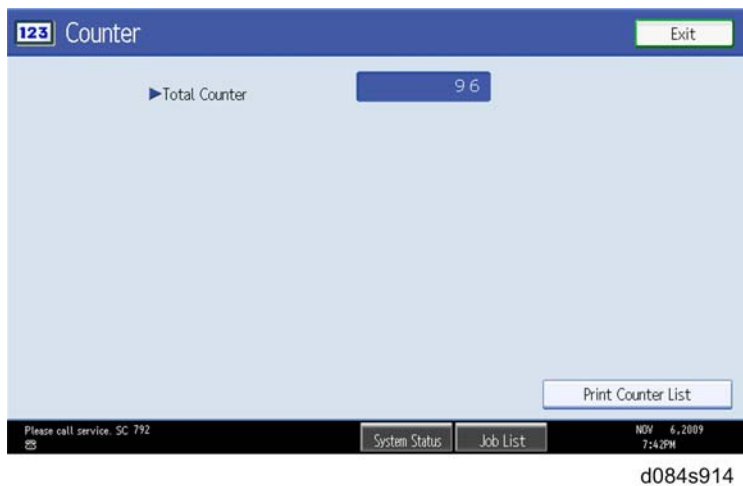 123 Counter Exit
▶Total Counter 96
Print Counter List
Please call service. SC 792
System Status Job List
NOV 6,2009
7:42PM
d084s914